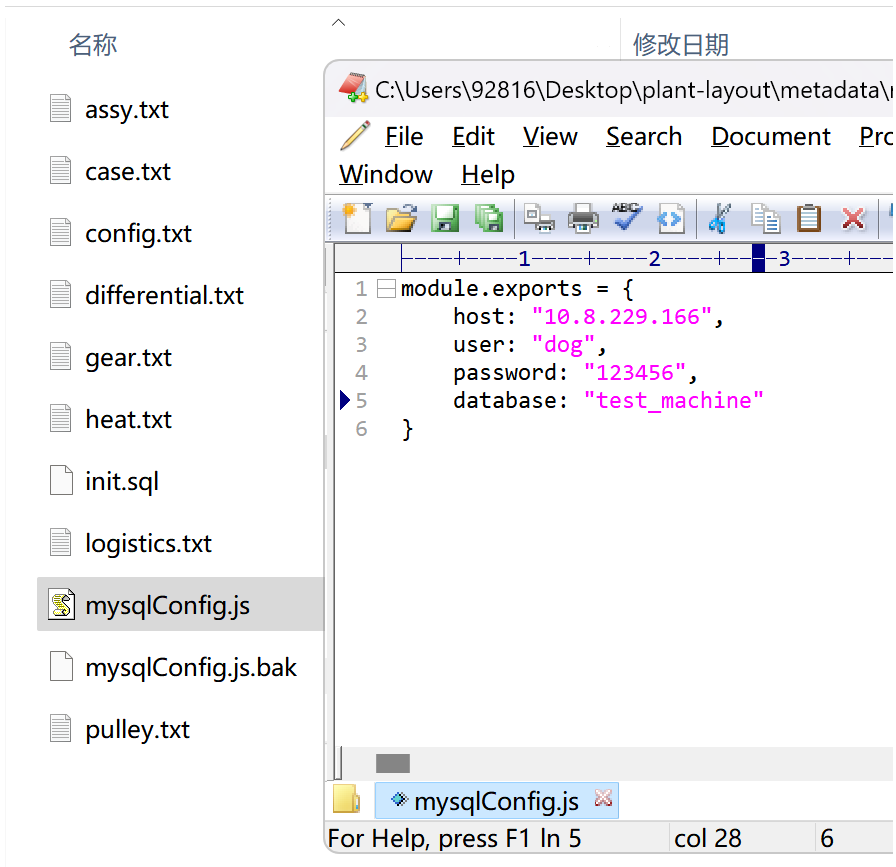 名称
修改日期
assy.txt
case.txt
config.txt
differential.txt
gear.txt
heat.txt
init.sql
logistics.txt
mysqlConfig.js
mysqlConfig.js.bak
pulley.txt
C:\Users\92816\Desktop\plant-layout\metadata\
File Edit View Search Document
Window Help
ABC
1 2 3
1 module.exports = {
2 host: "10.8.229.166",
3 user: "dog",
4 password: "123456",
5 database: "test_machine"
6 }
mysqlConfig.js
For Help, press F1 ln 5 col 28 6